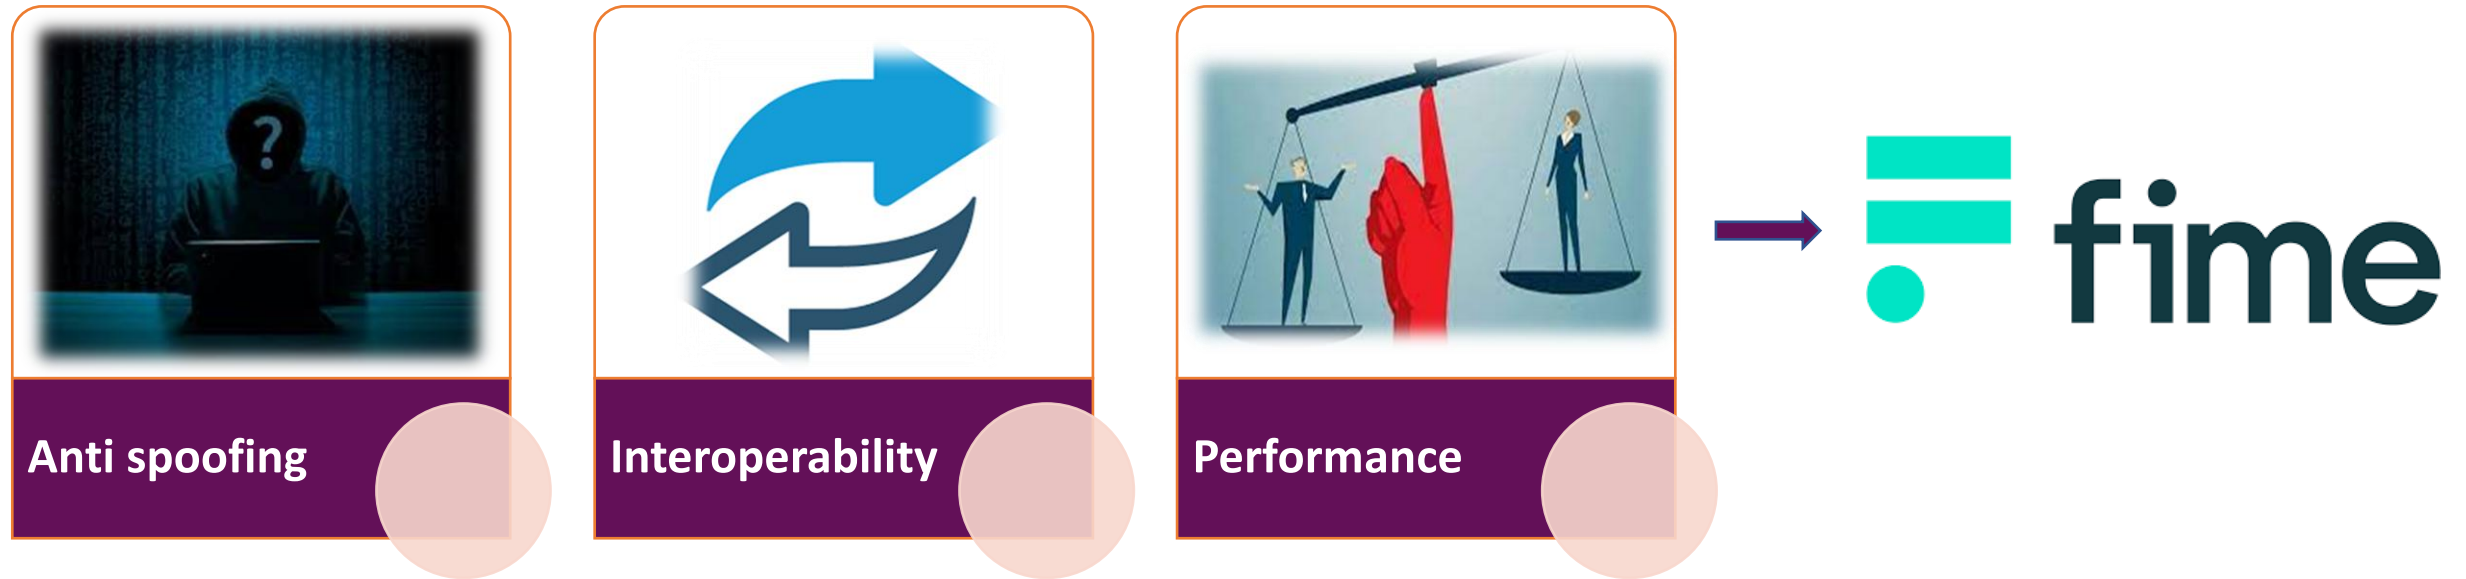 ?
Anti spoofing
Interoperability
Performance
fime